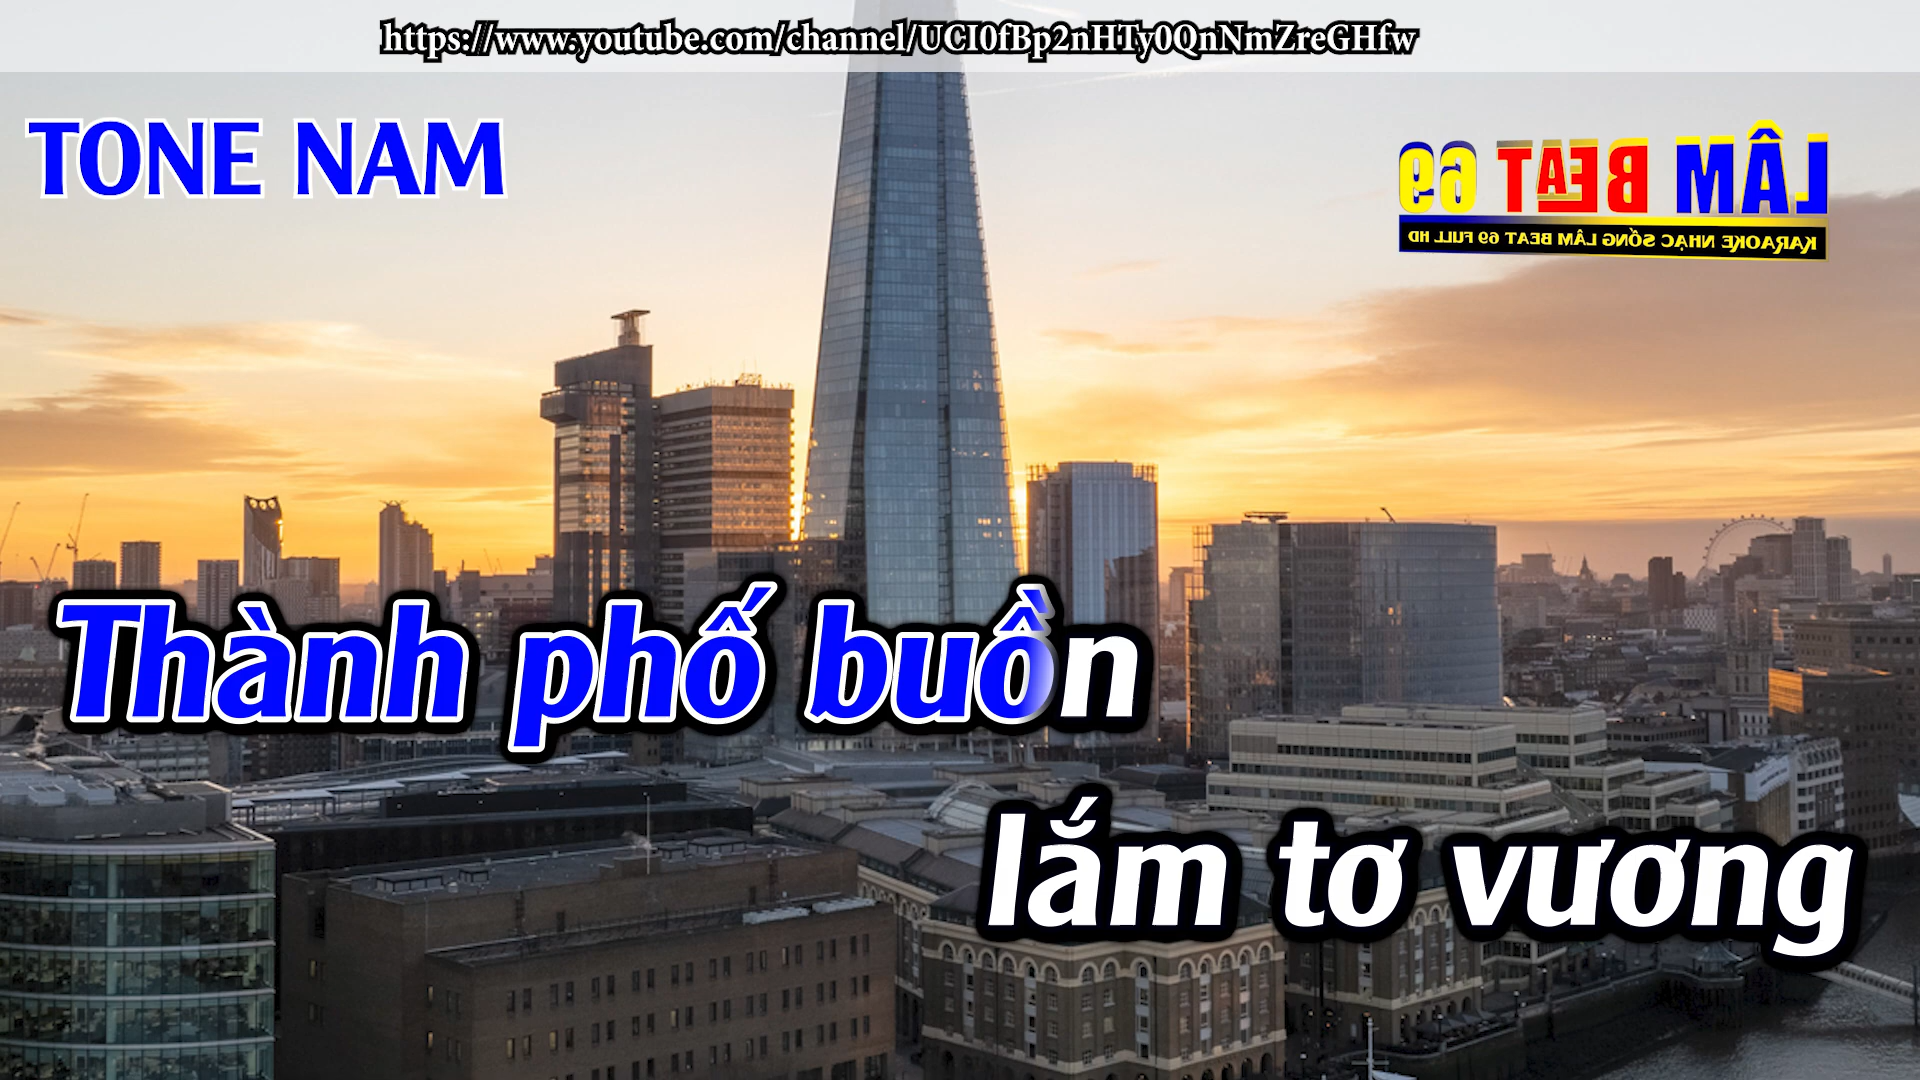 https://www.youtube.com/channel/UCI0fBp2nHTy0QnNmZreGHfw
TONE NAM
LÂM BEAT 69
KARAOKE NHẠC SỐNG LÂM BEAT 69 FULL HD
Thành phố buồn
lắm tơ vương